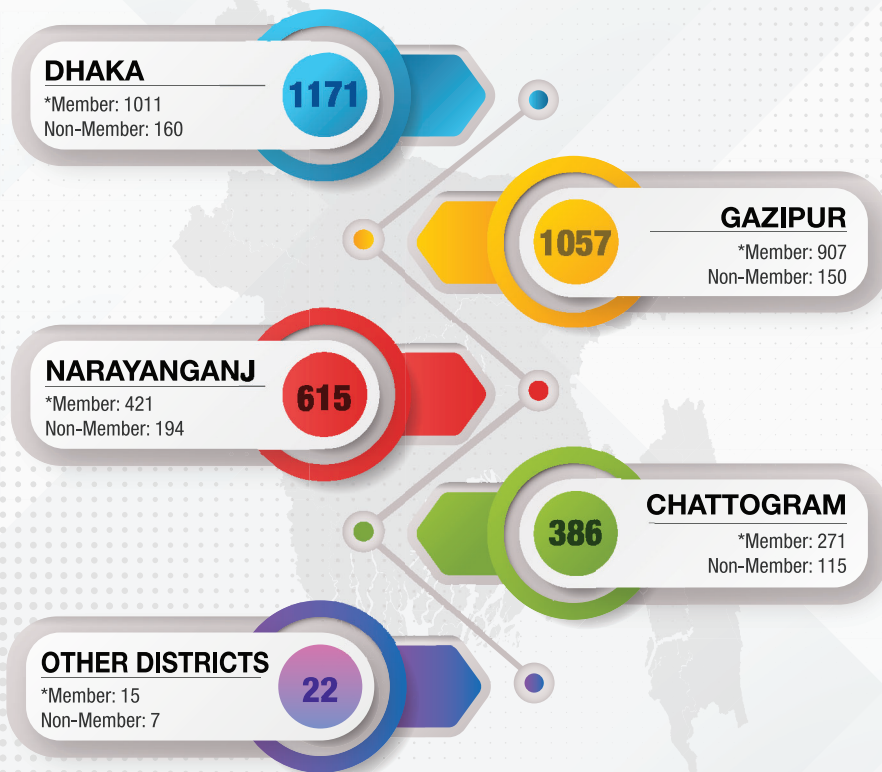 DHAKA
*Member: 1011
Non-Member: 160
1171
GAZIPUR
*Member: 907
Non-Member: 150
1057
NARAYANGANJ
*Member: 421
Non-Member: 194
615
CHATTOGRAM
*Member: 271
Non-Member: 115
386
OTHER DISTRICTS
*Member: 15
Non-Member: 7
22